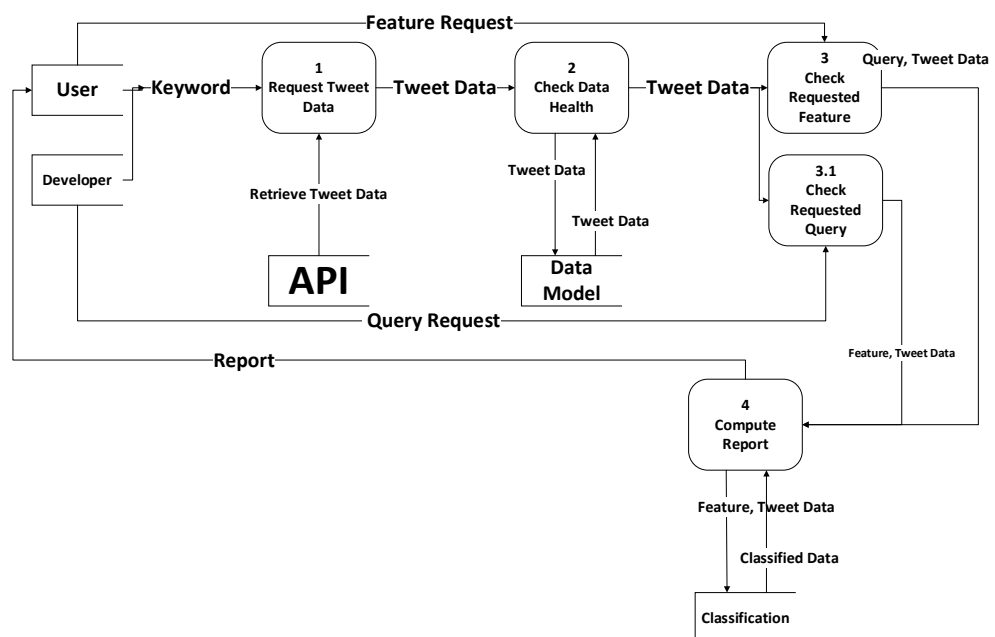 Feature Request
User
Keyword
1
Request Tweet
Data
Tweet Data
2
Check Data
Health
Tweet Data
3
Check
Requested
Feature
Query, Tweet Data
Developer
Retrieve Tweet Data
Tweet Data
Tweet Data
3.1
Check
Requested
Query
API
Data
Model
Query Request
Report
Feature, Tweet Data
4
Compute
Report
Feature, Tweet Data
Classified Data
Classification